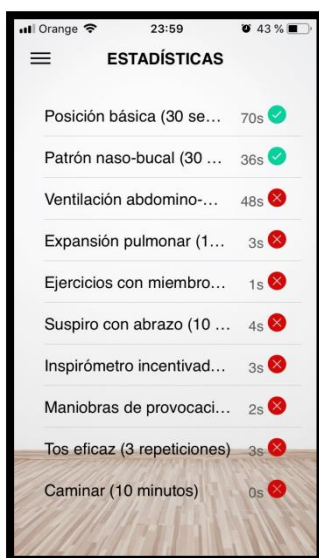 Orange 23:59 43 %
ESTADÍSTICAS
Posición básica (30 se... 70s
Patrón naso-bucal (30 ... 36s
Ventilación abdomino-... 48s
Expansión pulmonar (1... 3s
Ejercicios con miembro... 1s
Suspiro con abrazo (10 ... 4s
Inspirómetro incentivad... 3s
Maniobras de provocaci... 2s
Tos eficaz (3 repeticiones) 3s
Caminar (10 minutos) 0s